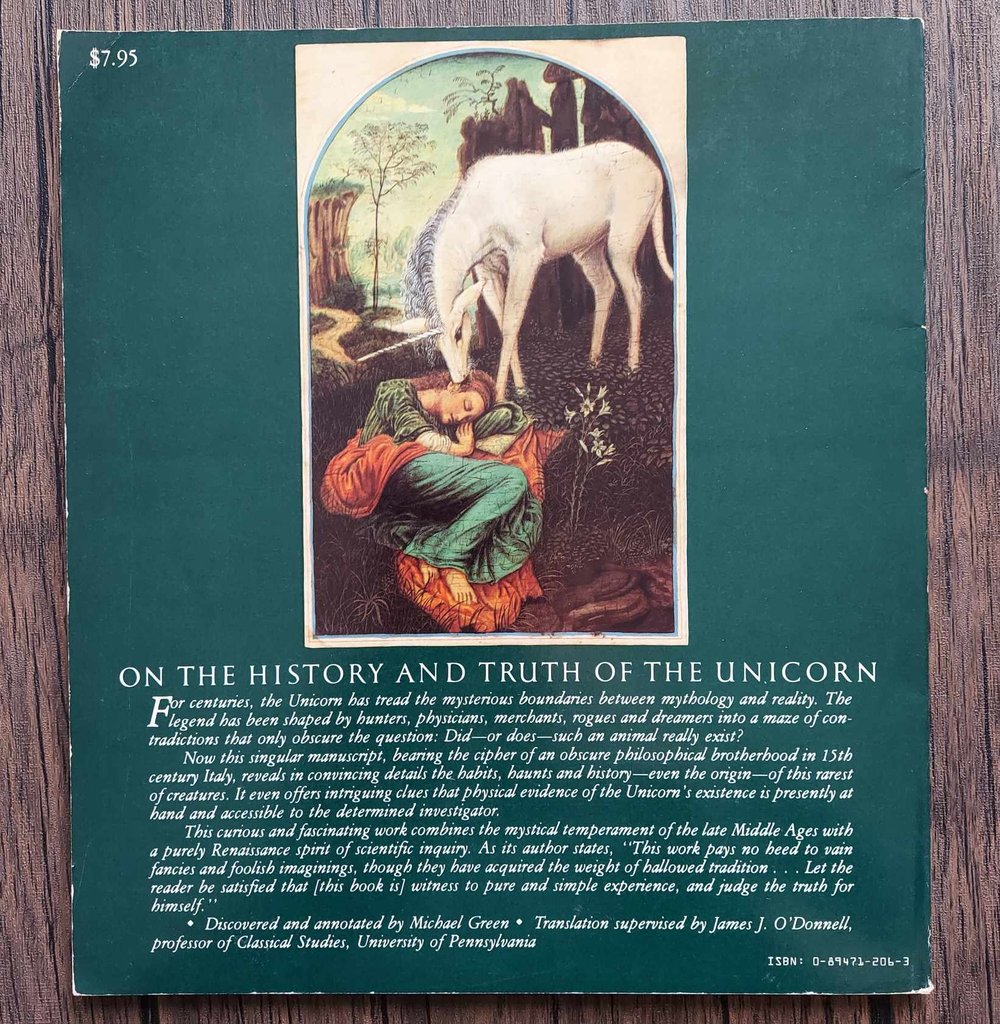 $7.95
ON THE HISTORY AND TRUTH OF THE UNICORN
For centuries, the Unicorn has tread the mysterious boundaries between mythology and reality. The
legend has been shaped by hunters, physicians, merchants, rogues and dreamers into a maze of con-
tradictions that only obscure the question: Did—or does—such an animal really exist?
Now this singular manuscript, bearing the cipher of an obscure philosophical brotherhood in 15th
century Italy, reveals in convincing details the habits, haunts and history—even the origin—of this rarest
of creatures. It even offers intriguing clues that physical evidence of the Unicorn's existence is presently at
hand and accessible to the determined investigator.
This curious and fascinating work combines the mystical temperament of the late Middle Ages with
a purely Renaissance spirit of scientific inquiry. As its author states, "This work pays no heed to vain
fancies and foolish imaginings, though they have acquired the weight of hallowed tradition . . . Let the
reader be satisfied that [this book is] witness to pure and simple experience, and judge the truth for
himself."
• Discovered and annotated by Michael Green • Translation supervised by James J. O'Donnell,
professor of Classical Studies, University of Pennsylvania
ISBN: 0-89471-206-3